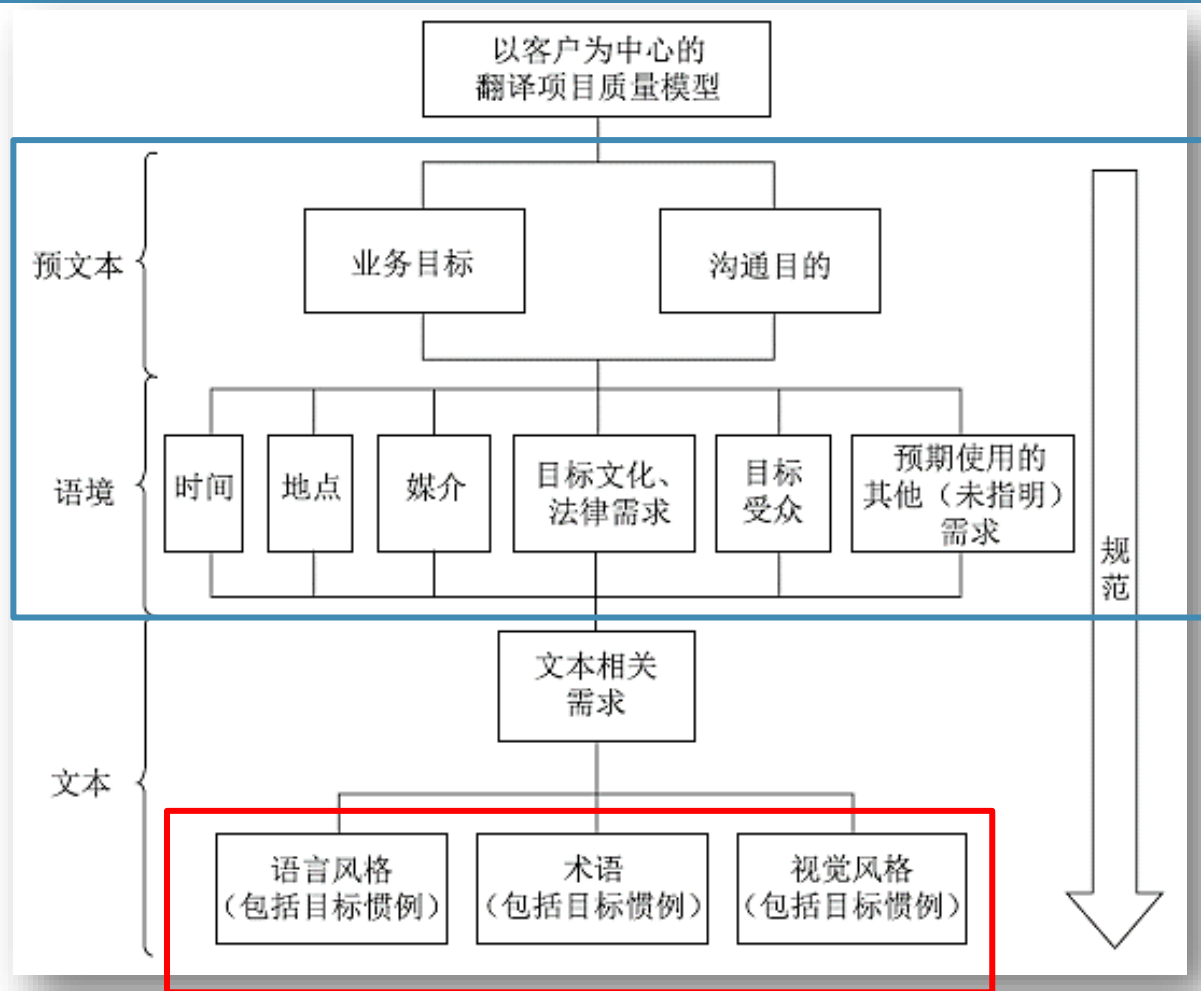 以客户为中心的
翻译项目质量模型
预文本
业务目标
沟通目的
语境
时间
地点
媒介
目标文化、
法律需求
目标
受众
预期使用的
其他（未指明）
需求
规
范
文本相关
需求
文本
语言风格
（包括目标惯例）
术语
（包括目标惯例）
视觉风格
（包括目标惯例）